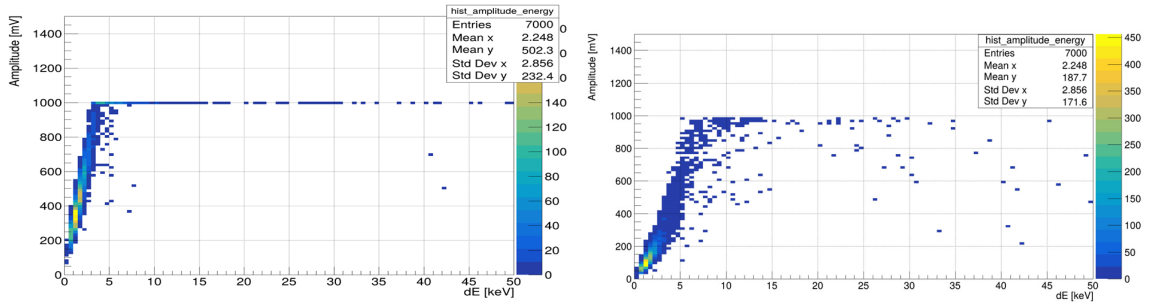 hist_amplitude_energy
Entries 7000
Mean x 2.248
Mean y 502.3
Std Dev x 2.856
Std Dev y 232.4
Amplitude [mV]
1400
1200
1000
800
600
400
200
0
0 5 10 15 20 25 30 35 40 45 50
dE [keV]
0
0
0
140
120
100
80
60
40
20
0
hist_amplitude_energy
Entries 7000
Mean x 2.248
Mean y 187.7
Std Dev x 2.856
Std Dev y 171.6
Amplitude [mV]
1400
1200
1000
800
600
400
200
0
0 5 10 15 20 25 30 35 40 45 50
dE [keV]
450
400
350
300
250
200
150
100
50
0